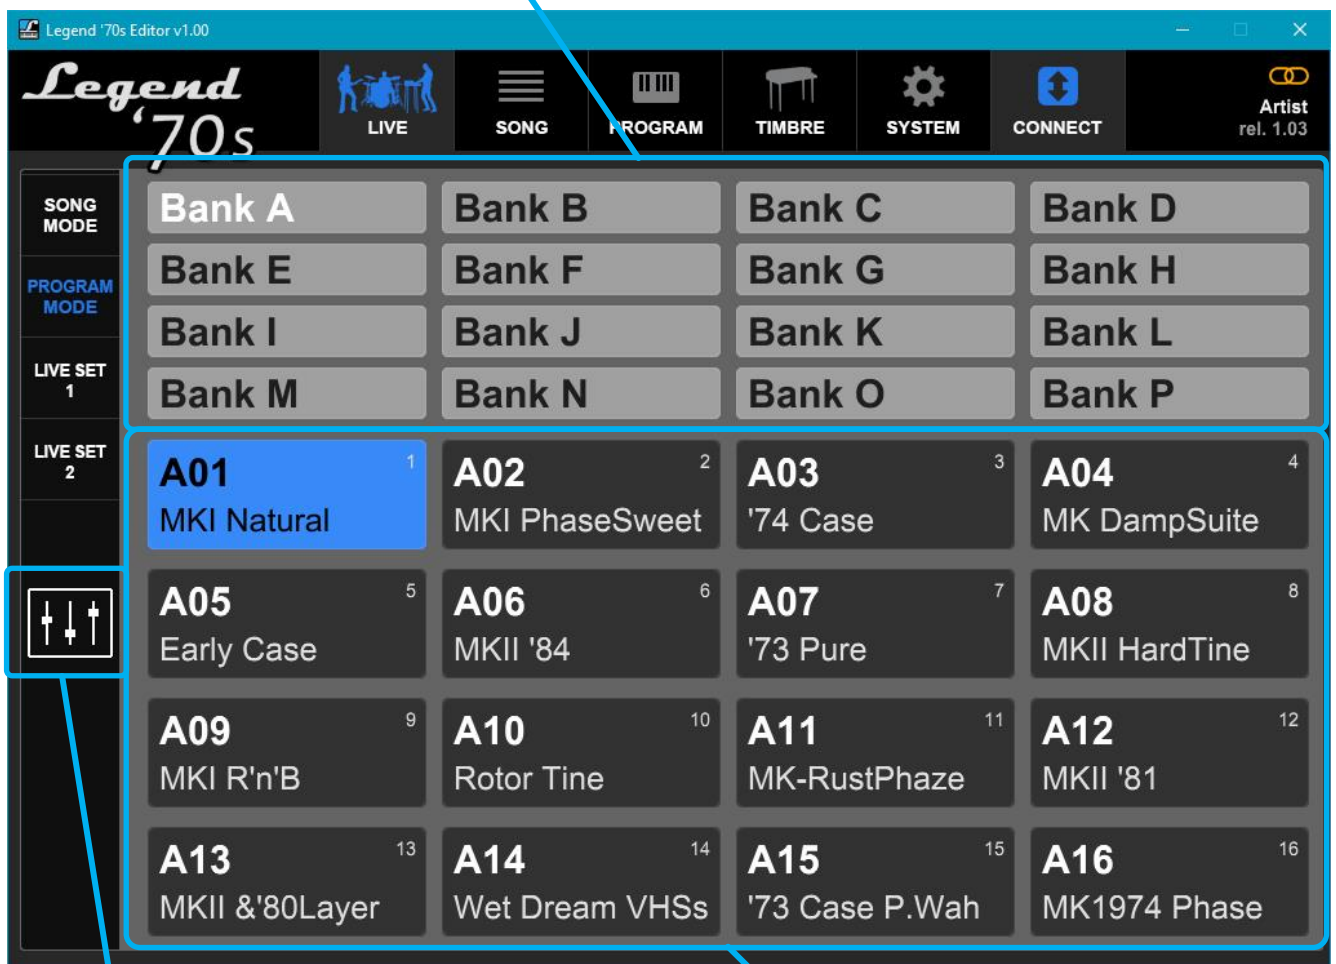 Legend '70s Editor v1.00
Legend
'70s
LIVE
SONG
PROGRAM
TIMBRE
SYSTEM
CONNECT
Artist
rel. 1.03
SONG
MODE
PROGRAM
MODE
LIVE SET
1
LIVE SET
2
Bank A Bank B Bank C Bank D
Bank E Bank F Bank G Bank H
Bank I Bank J Bank K Bank L
Bank M Bank N Bank O Bank P
A01 1
MKI Natural
A02 2
MKI PhaseSweet
A03 3
'74 Case
A04 4
MK DampSuite
A05 5
Early Case
A06 6
MKII '84
A07 7
'73 Pure
A08 8
MKII HardTine
A09 9
MKI R'n'B
A10 10
Rotor Tine
A11 11
MK-RustPhaze
A12 12
MKII '81
A13 13
MKII &'80Layer
A14 14
Wet Dream VHSs
A15 15
'73 Case P.Wah
A16 16
MK1974 Phase